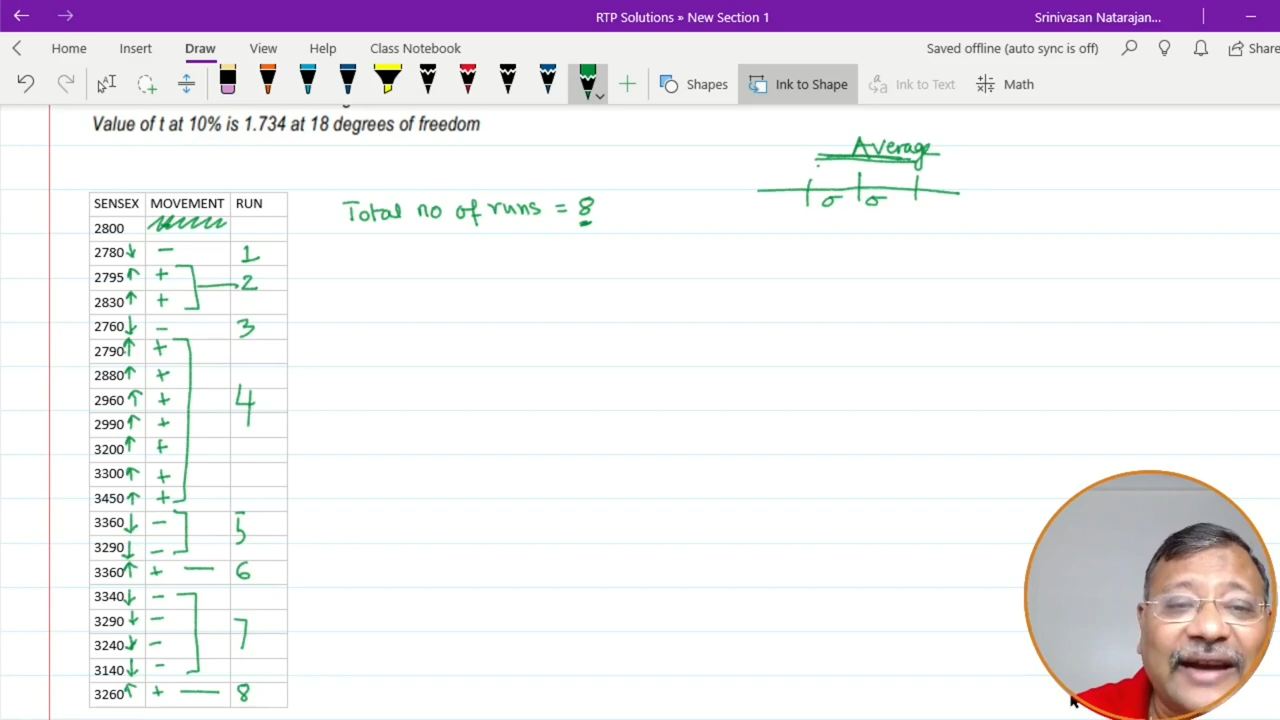 RTP Solutions » New Section 1
Srinivasan Natarajan...
Home Insert Draw View Help Class Notebook
Saved offline (auto sync is off)
Share
Shapes
Ink to Shape
Ink to Text
Math
Value of t at 10% is 1.734 at 18 degrees of freedom
Average
σ σ
Total no of runs = 8
SENSEX MOVEMENT RUN
2800
2780 ↓ - 1
2795 ↑ + 2
2830 ↑ +
2760 ↓ - 3
2790 ↑ +
2880 ↑ +
2960 ↑ + 4
2990 ↑ +
3200 ↑ +
3300 ↑ +
3450 ↑ +
3360 ↓ - 5
3290 ↓ -
3360 ↑ + — 6
3340 ↓ -
3290 ↓ - 7
3240 ↓ -
3140 ↓ -
3260 ↑ + — 8